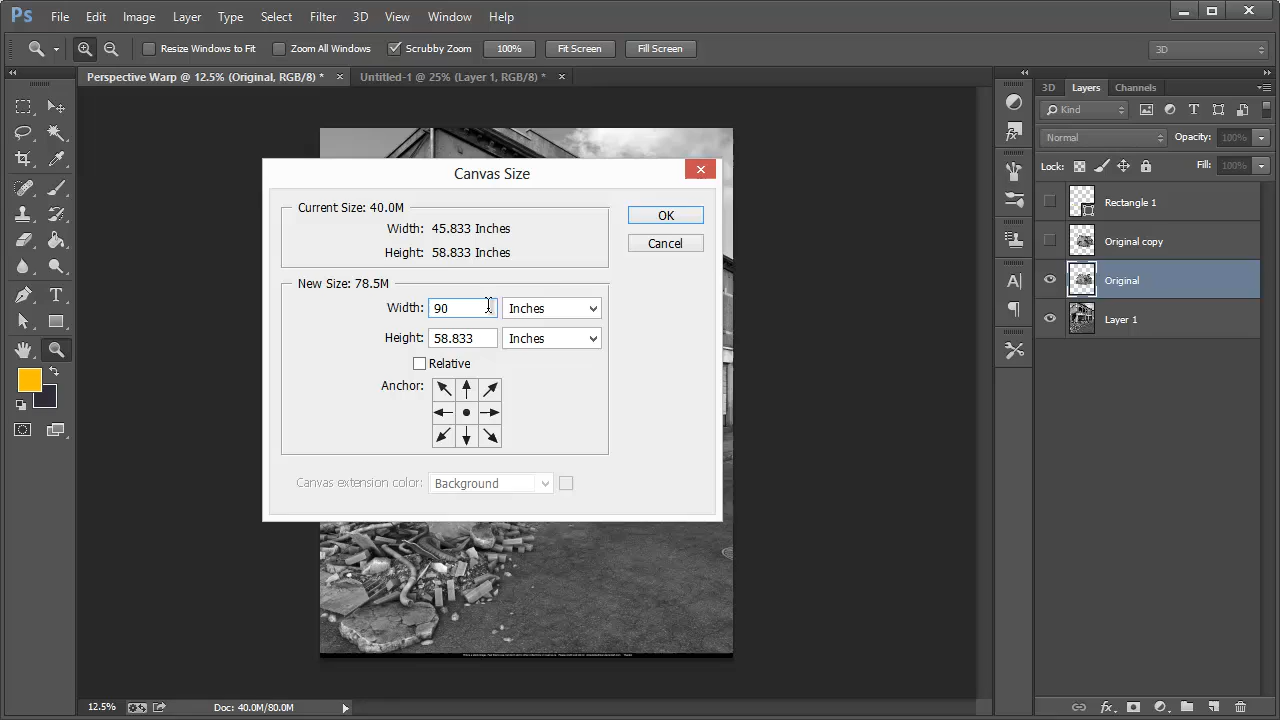 Ps File Edit Image Layer Type Select Filter 3D View Window Help
Resize Windows to Fit Zoom All Windows Scrubby Zoom 100% Fit Screen Fill Screen 3D
Perspective Warp @ 12.5% (Original, RGB/8) * Untitled-1 @ 25% (Layer 1, RGB/8) *
3D Layers Channels
Kind
Normal Opacity: 100%
Lock: Fill: 100%
Rectangle 1
Original copy
Original
Layer 1
Canvas Size
Current Size: 40.0M
Width: 45.833 Inches
Height: 58.833 Inches
OK
Cancel
New Size: 78.5M
Width: 90 Inches
Height: 58.833 Inches
Relative
Anchor:
Canvas extension color: Background
12.5% Doc: 40.0M/80.0M